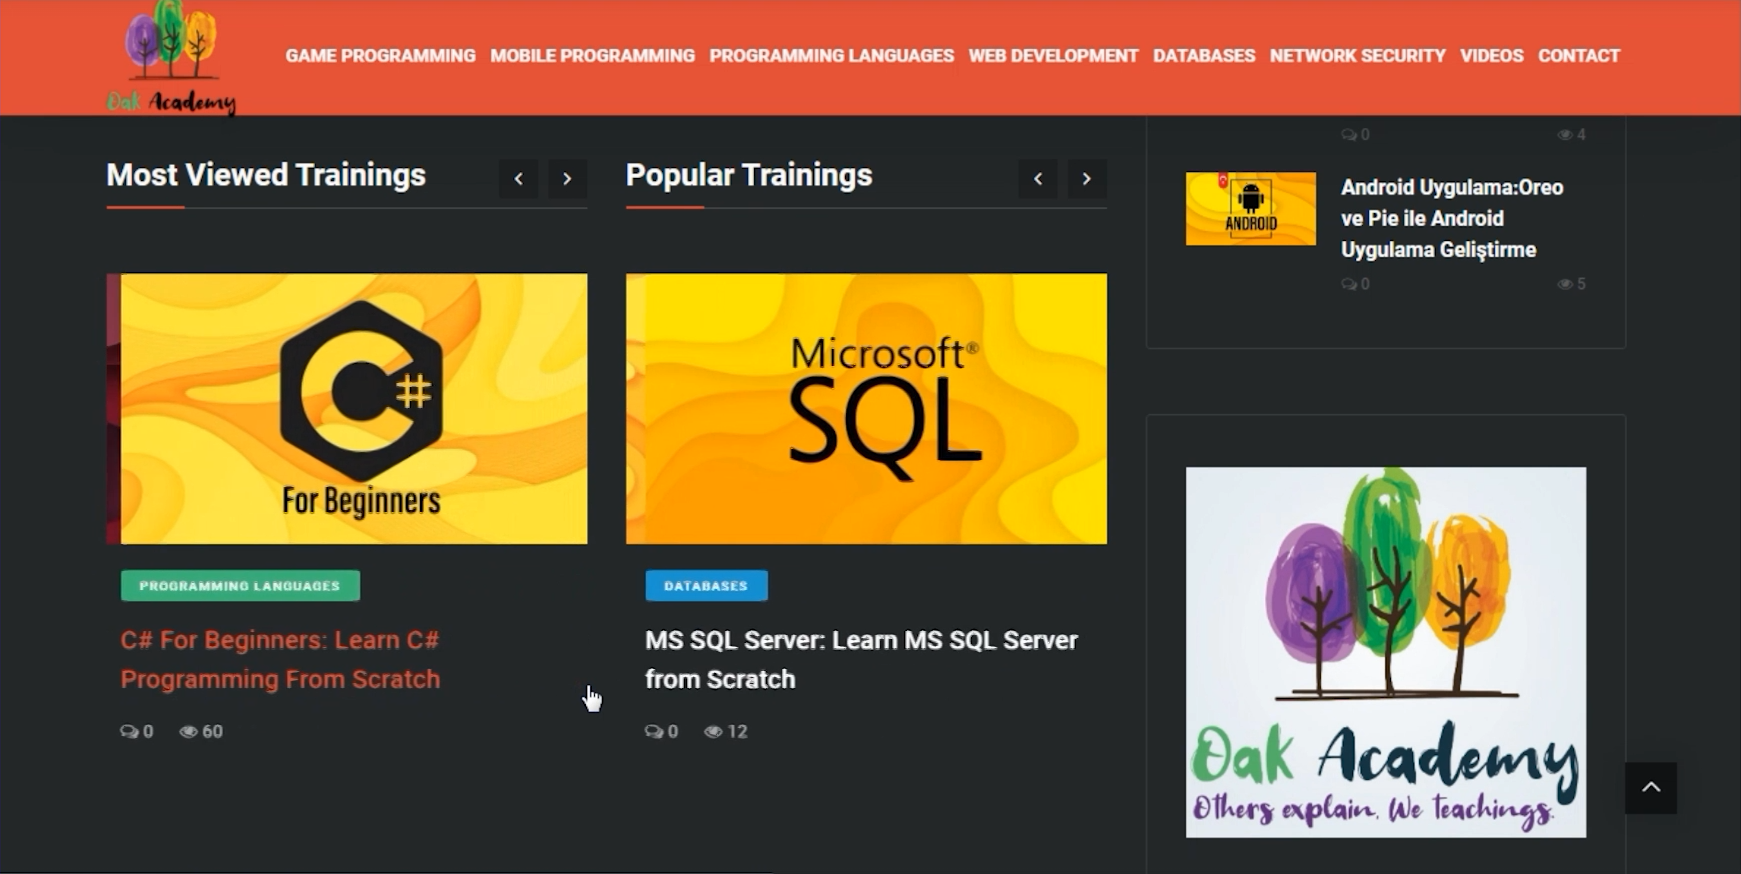 Oak Academy
GAME PROGRAMMING MOBILE PROGRAMMING PROGRAMMING LANGUAGES WEB DEVELOPMENT DATABASES NETWORK SECURITY VIDEOS CONTACT
Most Viewed Trainings
C#
For Beginners
PROGRAMMING LANGUAGES
C# For Beginners: Learn C#
Programming From Scratch
0 60
Popular Trainings
Microsoft®
SQL
DATABASES
MS SQL Server: Learn MS SQL Server
from Scratch
0 12
0 4
ANDROID
Android Uygulama:Oreo
ve Pie ile Android
Uygulama Geliştirme
0 5
Oak Academy
Others explain, We teachings.